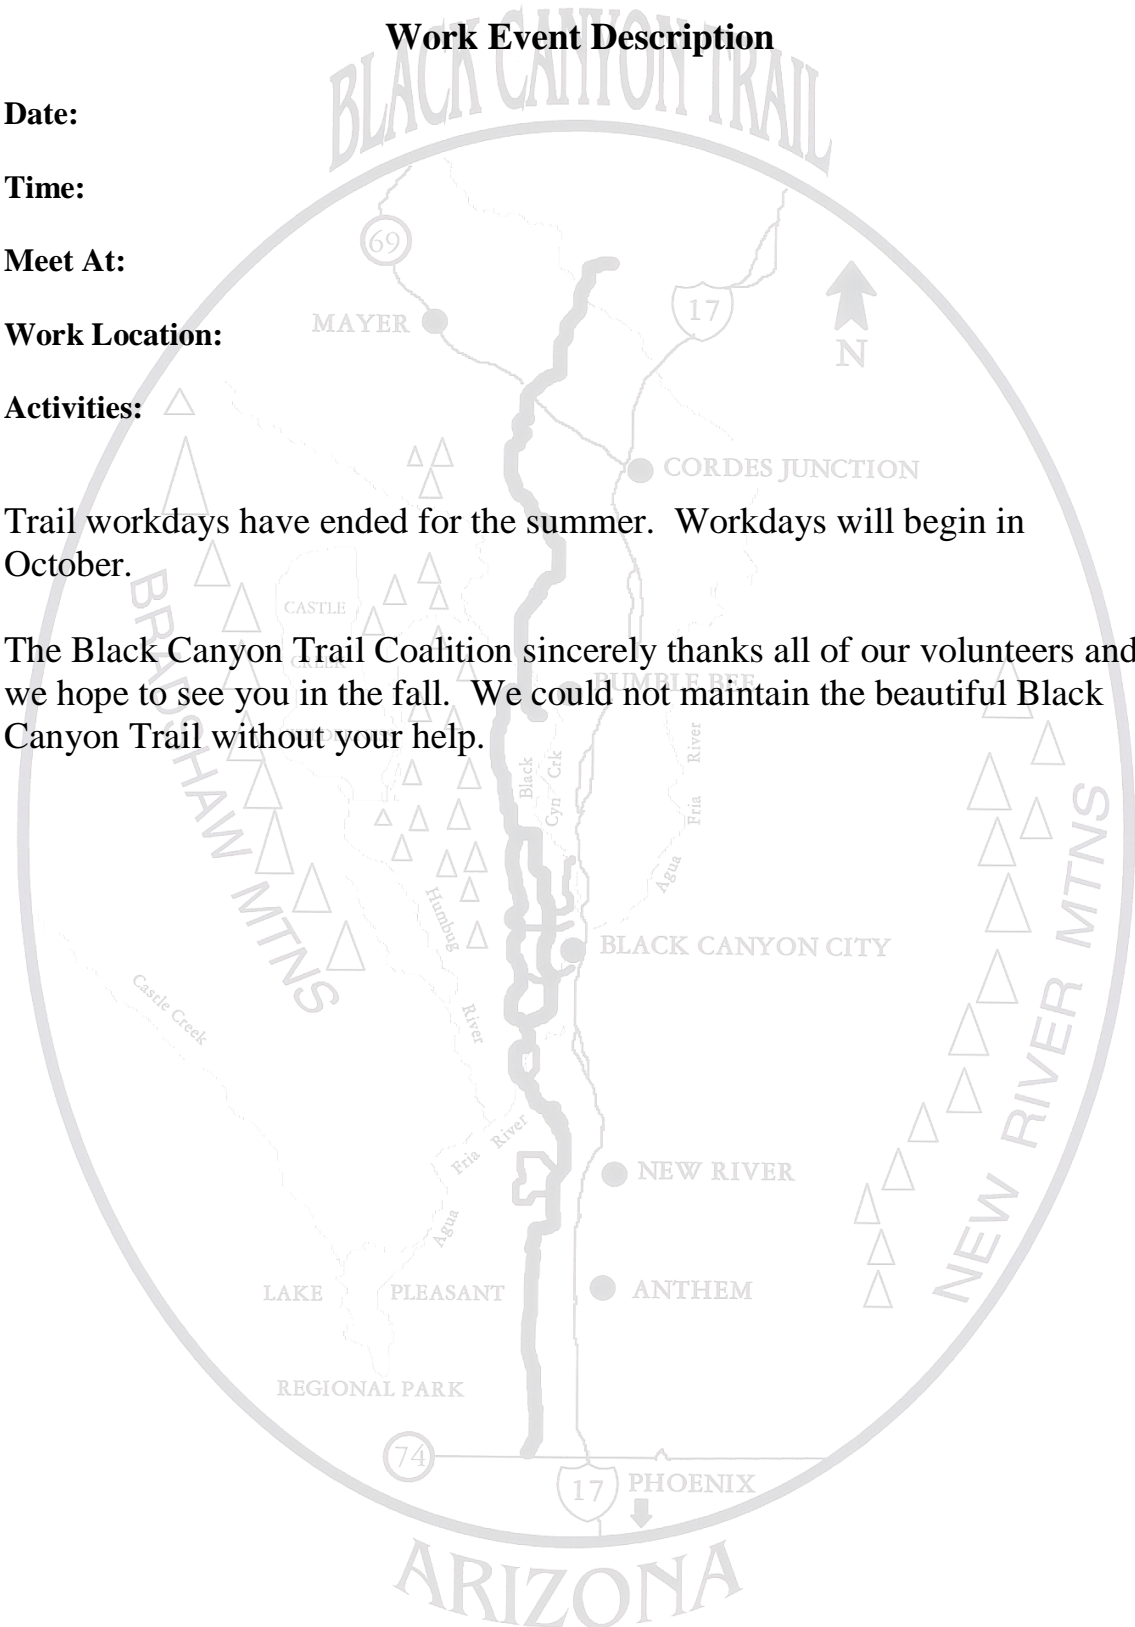 Work Event Description
BLACK CANYON TRAIL
Date:
Time:
69
Meet At:
17
MAYER
Work Location:
N
Activities:
CORDES JUNCTION
Trail workdays have ended for the summer.  Workdays will begin in
October.
BRADSHAW MTNS
CASTLE
CREEK
The Black Canyon Trail Coalition sincerely thanks all of our volunteers and
BUMBLE BEE
we hope to see you in the fall.  We could not maintain the beautiful Black
Canyon Trail without your help.
Black
Cyn Crk
Agua Fria River
NEW RIVER MTNS
Humbug River
BLACK CANYON CITY
Castle Creek
Agua Fria River
NEW RIVER
LAKE PLEASANT
ANTHEM
REGIONAL PARK
74
17
PHOENIX
ARIZONA